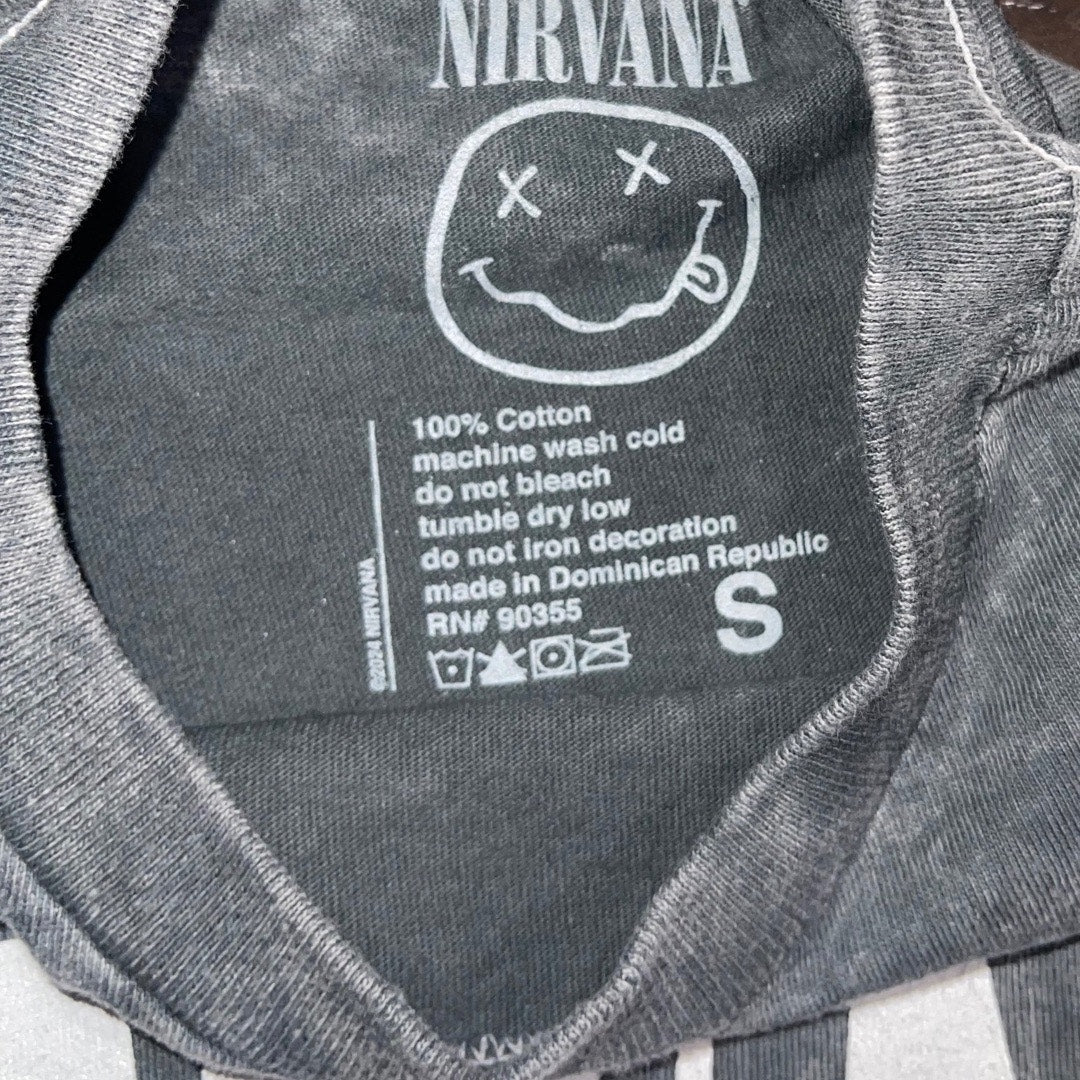 NIRVANA
100% Cotton
machine wash cold
do not bleach
tumble dry low
do not iron decoration
made in Dominican Republic
RN# 90355
S
©2024 NIRVANA